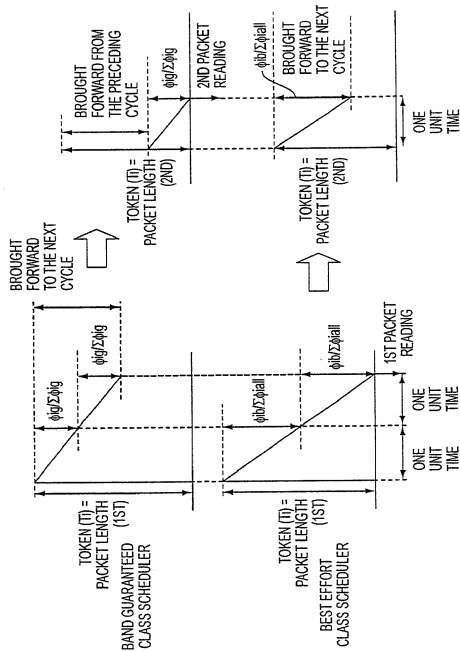 BROUGHT
FORWARD
TO THE NEXT
CYCLE
ϕig/Σϕig
ϕig/Σϕig
TOKEN (Ti) =
PACKET LENGTH
(1ST)
BAND GUARANTEED
CLASS SCHEDULER
ϕib/Σϕiall
ϕib/Σϕiall
1ST PACKET
READING
TOKEN (Ti) =
PACKET LENGTH
(1ST)
BEST EFFORT
CLASS SCHEDULER
ONE
UNIT
TIME
ONE
UNIT
TIME
BROUGHT
FORWARD FROM
THE PRECEDING
CYCLE
ϕig/Σϕig
2ND PACKET
READING
TOKEN (Ti) =
PACKET LENGTH
(2ND)
ϕib/Σϕiall
BROUGHT
FORWARD
TO THE NEXT
CYCLE
TOKEN (Ti) =
PACKET LENGTH
(2ND)
ONE
UNIT
TIME